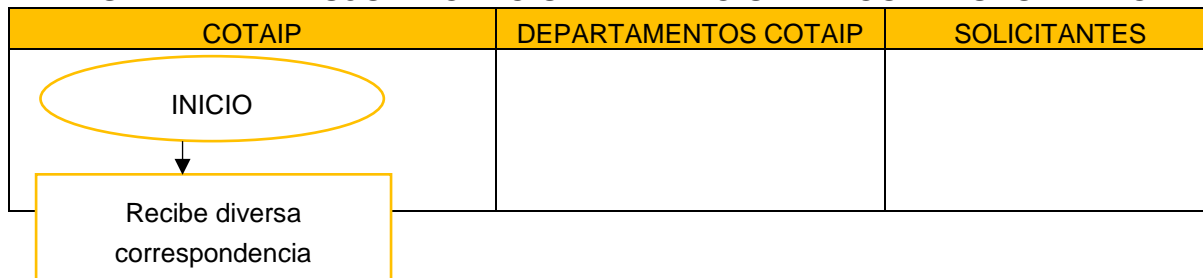 COTAIP
DEPARTAMENTOS COTAIP
SOLICITANTES
INICIO
Recibe diversa
correspondencia